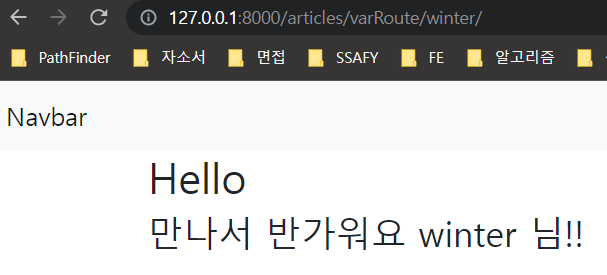 127.0.0.1:8000/articles/varRoute/winter/
PathFinder 자소서 면접 SSAFY FE 알고리즘
Navbar
Hello
만나서 반가워요 winter 님!!